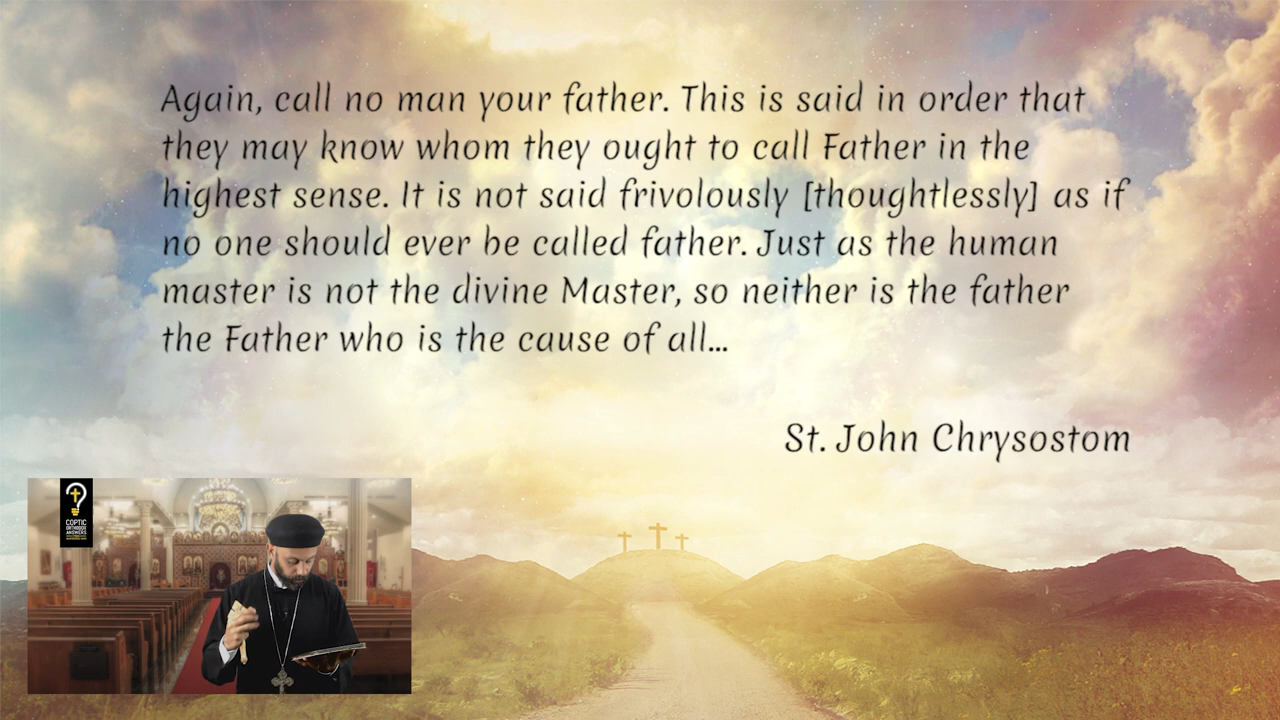 Again, call no man your father. This is said in order that
they may know whom they ought to call Father in the
highest sense. It is not said frivolously [thoughtlessly] as if
no one should ever be called father. Just as the human
master is not the divine Master, so neither is the father
the Father who is the cause of all...
St. John Chrysostom
COPTIC
ORTHODOX
ANSWERS